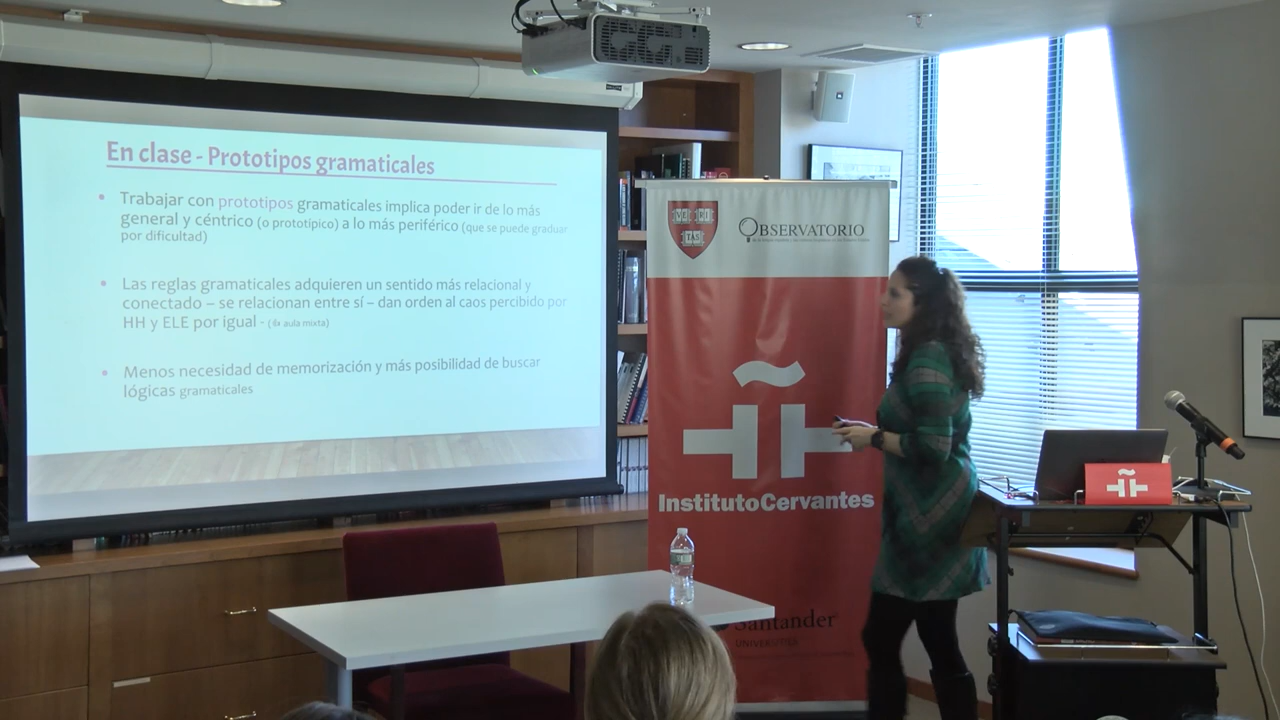 En clase - Prototipos gramaticales
• Trabajar con prototipos gramaticales implica poder ir de lo más
general y céntrico (o prototípico) a lo más periférico (que se puede graduar
por dificultad)
• Las reglas gramaticales adquieren un sentido más relacional y
conectado – se relacionan entre sí – dan orden al caos percibido por
HH y ELE por igual - (& aula mixta)
• Menos necesidad de memorización y más posibilidad de buscar
lógicas gramaticales
VE RI
TAS
OBSERVATORIO
InstitutoCervantes
Santander
UNIVERSITIES